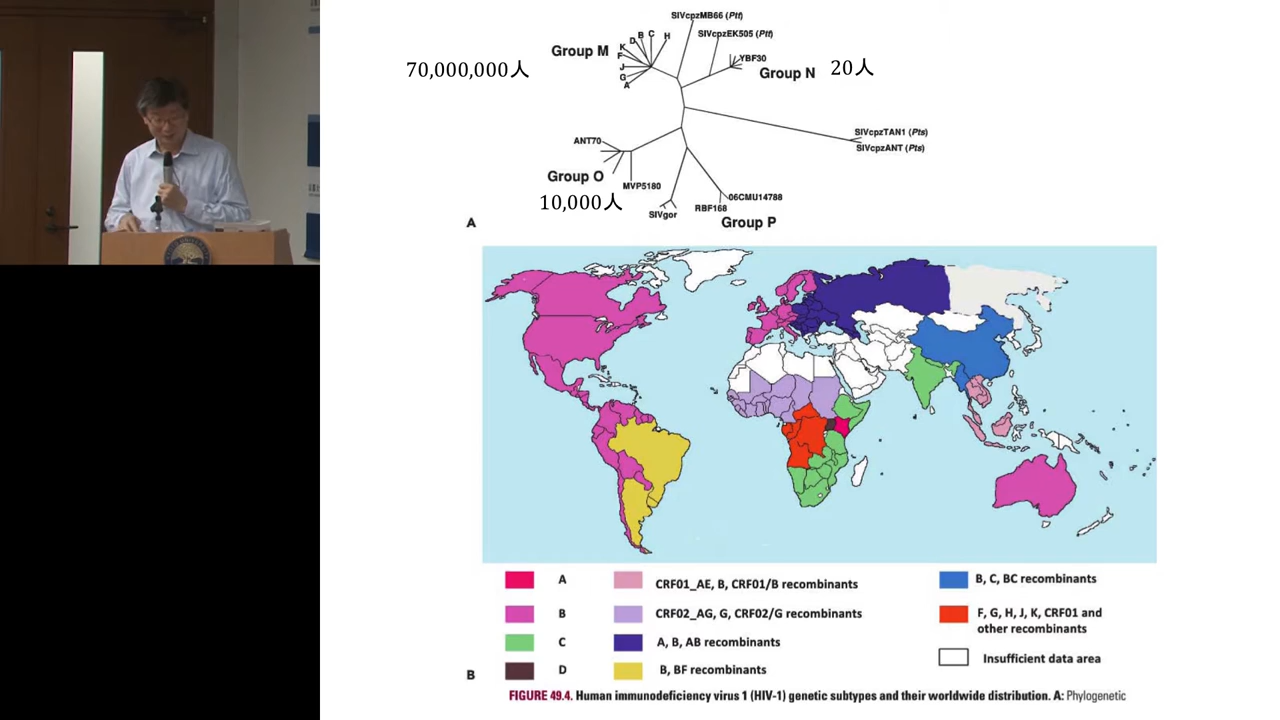 SIVcpzMB66 (Ptt)
SIVcpzEK505 (Ptt)
B
C
H
D
K
F
J
G
A
Group M
YBF30
Group N
70,000,000人
20人
SIVcpzTAN1 (Pts)
SIVcpzANT (Pts)
ANT70
Group O
MVP5180
10,000人
SIVgor
RBF168
06CMU14788
Group P
A
A
CRF01_AE, B, CRF01/B recombinants
B, C, BC recombinants
B
CRF02_AG, G, CRF02/G recombinants
F, G, H, J, K, CRF01 and
other recombinants
C
A, B, AB recombinants
Insufficient data area
D
B, BF recombinants
B
FIGURE 49.4. Human immunodeficiency virus 1 (HIV-1) genetic subtypes and their worldwide distribution. A: Phylogenetic